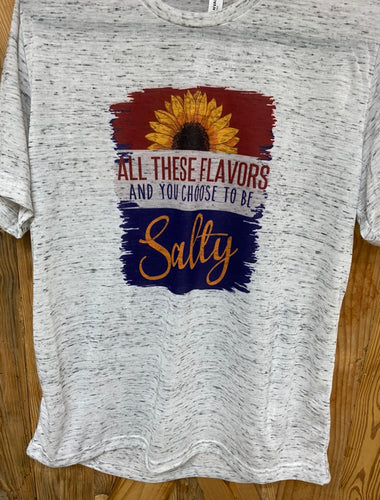 ALL THESE FLAVORS
AND YOU CHOOSE TO BE
Salty